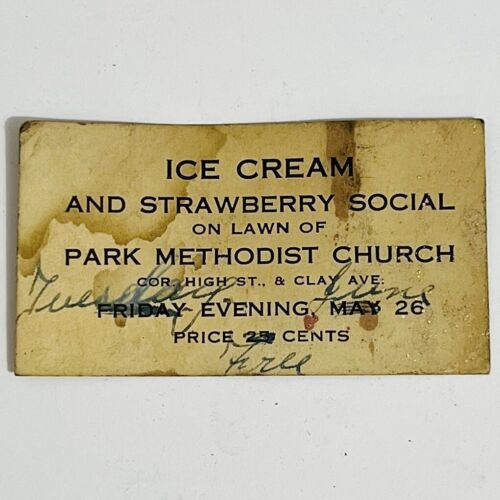 ICE CREAM
AND STRAWBERRY SOCIAL
ON LAWN OF
PARK METHODIST CHURCH
COR. HIGH ST., & CLAY AVE.
Tuesday June
FRIDAY EVENING, MAY 26
PRICE 25 CENTS
Free